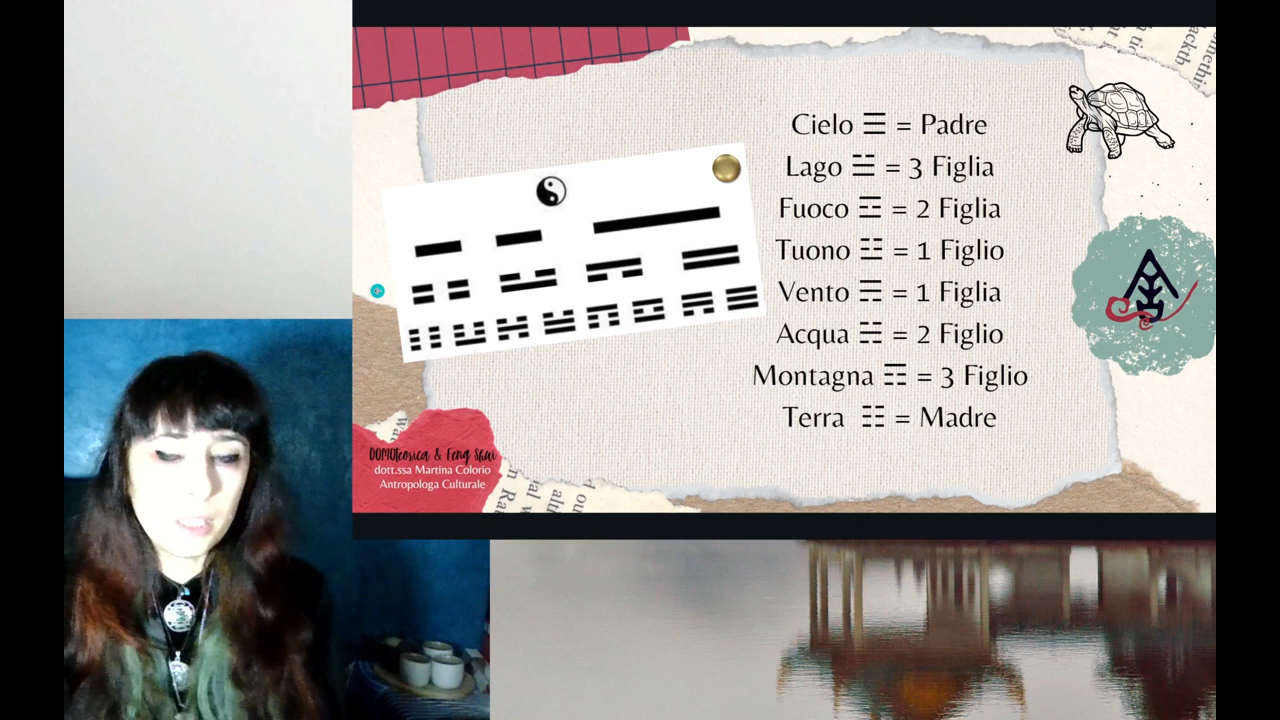 Cielo ☰ = Padre
Lago ☱ = 3 Figlia
Fuoco ☲ = 2 Figlia
Tuono ☳ = 1 Figlio
Vento ☴ = 1 Figlia
Acqua ☵ = 2 Figlio
Montagna ☶ = 3 Figlio
Terra ☷ = Madre
DOMOTeorica & Feng Shui
dott.ssa Martina Colorio
Antropologa Culturale